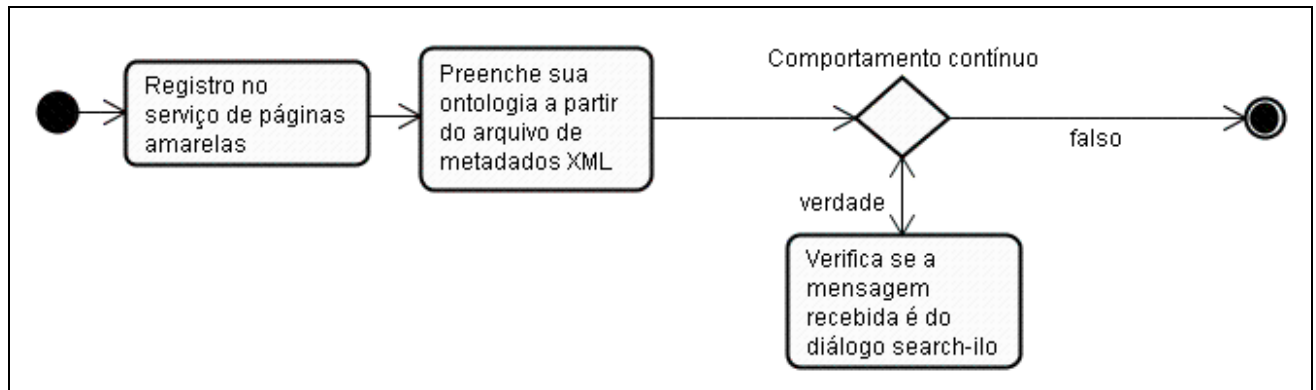 Registro no
serviço de páginas
amarelas
Preenche sua
ontologia a partir
do arquivo de
metadados XML
Comportamento contínuo
falso
verdade
Verifica se a
mensagem
recebida é do
diálogo search-ilo